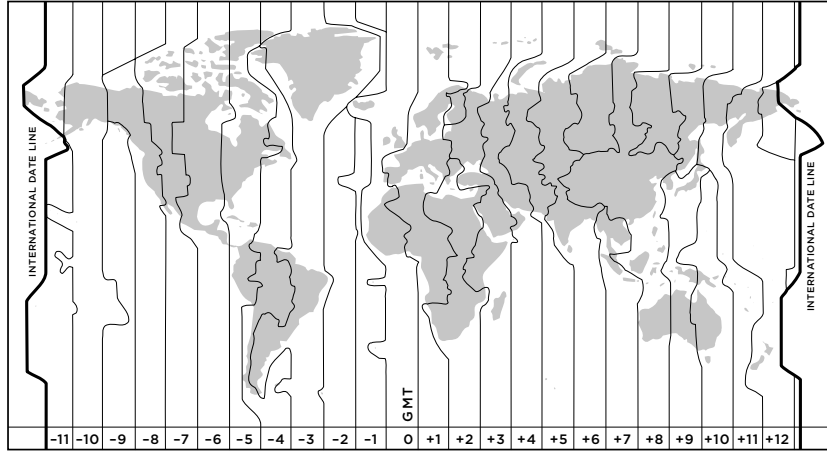 INTERNATIONAL DATE LINE
INTERNATIONAL DATE LINE
GMT
−11 −10 −9 −8 −7 −6 −5 −4 −3 −2 −1 0 +1 +2 +3 +4 +5 +6 +7 +8 +9 +10 +11 +12